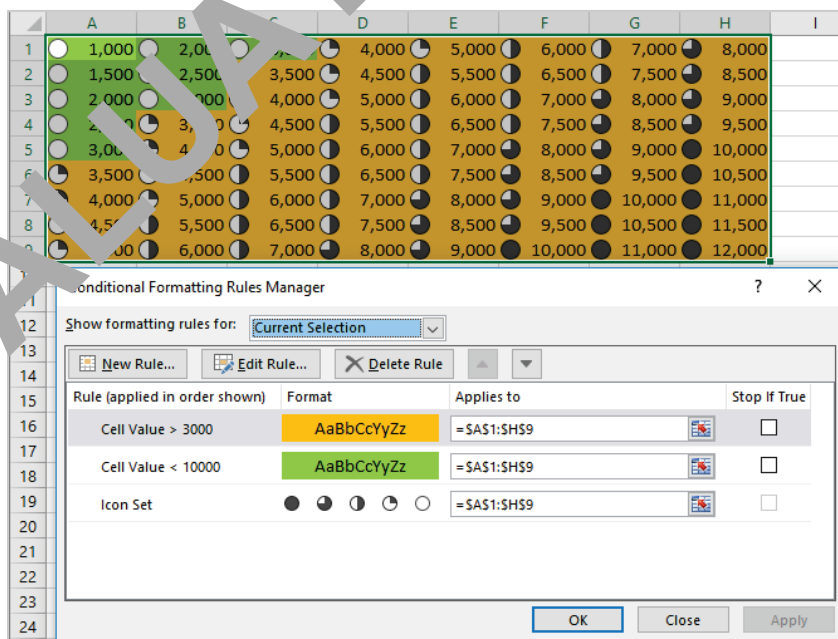 A B C D E F G H I
1 1,000 2,000 4,000 5,000 6,000 7,000 8,000
2 1,500 2,500 3,500 4,500 5,500 6,500 7,500 8,500
3 2,000 4,000 5,000 6,000 7,000 8,000 9,000
4 4,500 5,500 6,500 7,500 8,500 9,500
5 5,000 6,000 7,000 8,000 9,000 10,000
6 3,500 5,500 6,500 7,500 8,500 9,500 10,500
7 4,000 5,000 6,000 7,000 8,000 9,000 10,000 11,000
8 5,500 6,500 7,500 8,500 9,500 10,500 11,500
9 6,000 7,000 8,000 9,000 10,000 11,000 12,000
11
12
13
14
15
16
17
18
19
20
21
22
23
24
Conditional Formatting Rules Manager ? X
Show formatting rules for: Current Selection
New Rule... Edit Rule... Delete Rule
Rule (applied in order shown) Format Applies to Stop If True
Cell Value > 3000 AaBbCcYyZz =$A$1:$H$9
Cell Value < 10000 AaBbCcYyZz =$A$1:$H$9
Icon Set =$A$1:$H$9
OK Close Apply